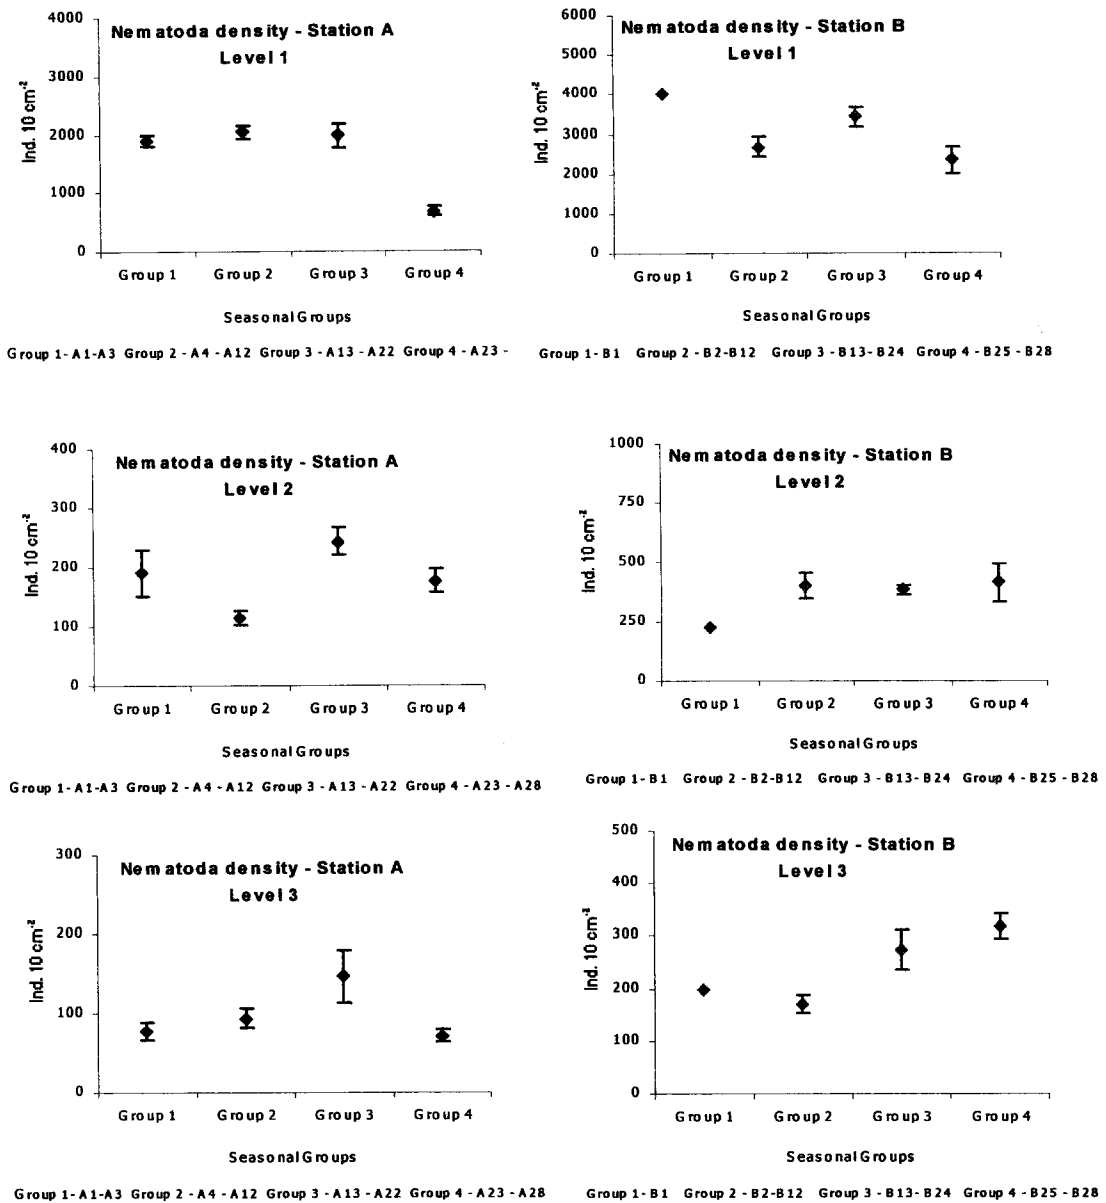 Nematoda density - Station A
Level 1
4000
3000
2000
1000
0
Ind. 10 cm-2
Group 1 Group 2 Group 3 Group 4
Seasonal Groups
Group 1- A1-A3 Group 2 - A4 - A12 Group 3 - A13 - A22 Group 4 - A23 -
Nematoda density - Station B
Level 1
6000
5000
4000
3000
2000
1000
0
Ind. 10 cm-2
Group 1 Group 2 Group 3 Group 4
Seasonal Groups
Group 1- B1 Group 2 - B2-B12 Group 3 - B13- B24 Group 4 - B25 - B28
Nematoda density - Station A
Level 2
400
300
200
100
0
Ind. 10 cm-2
Group 1 Group 2 Group 3 Group 4
Seasonal Groups
Group 1- A1-A3 Group 2 - A4 - A12 Group 3 - A13 - A22 Group 4 - A23 - A28
Nematoda density - Station B
Level 2
1000
750
500
250
0
Ind. 10 cm-2
Group 1 Group 2 Group 3 Group 4
Seasonal Groups
Group 1- B1 Group 2 - B2-B12 Group 3 - B13- B24 Group 4 - B25 - B28
Nematoda density - Station A
Level 3
300
200
100
0
Ind. 10 cm-2
Group 1 Group 2 Group 3 Group 4
Seasonal Groups
Group 1- A1-A3 Group 2 - A4 - A12 Group 3 - A13 - A22 Group 4 - A23 - A28
Nematoda density - Station B
Level 3
500
400
300
200
100
0
Ind. 10 cm-2
Group 1 Group 2 Group 3 Group 4
Seasonal Groups
Group 1- B1 Group 2 - B2-B12 Group 3 - B13- B24 Group 4 - B25 - B28